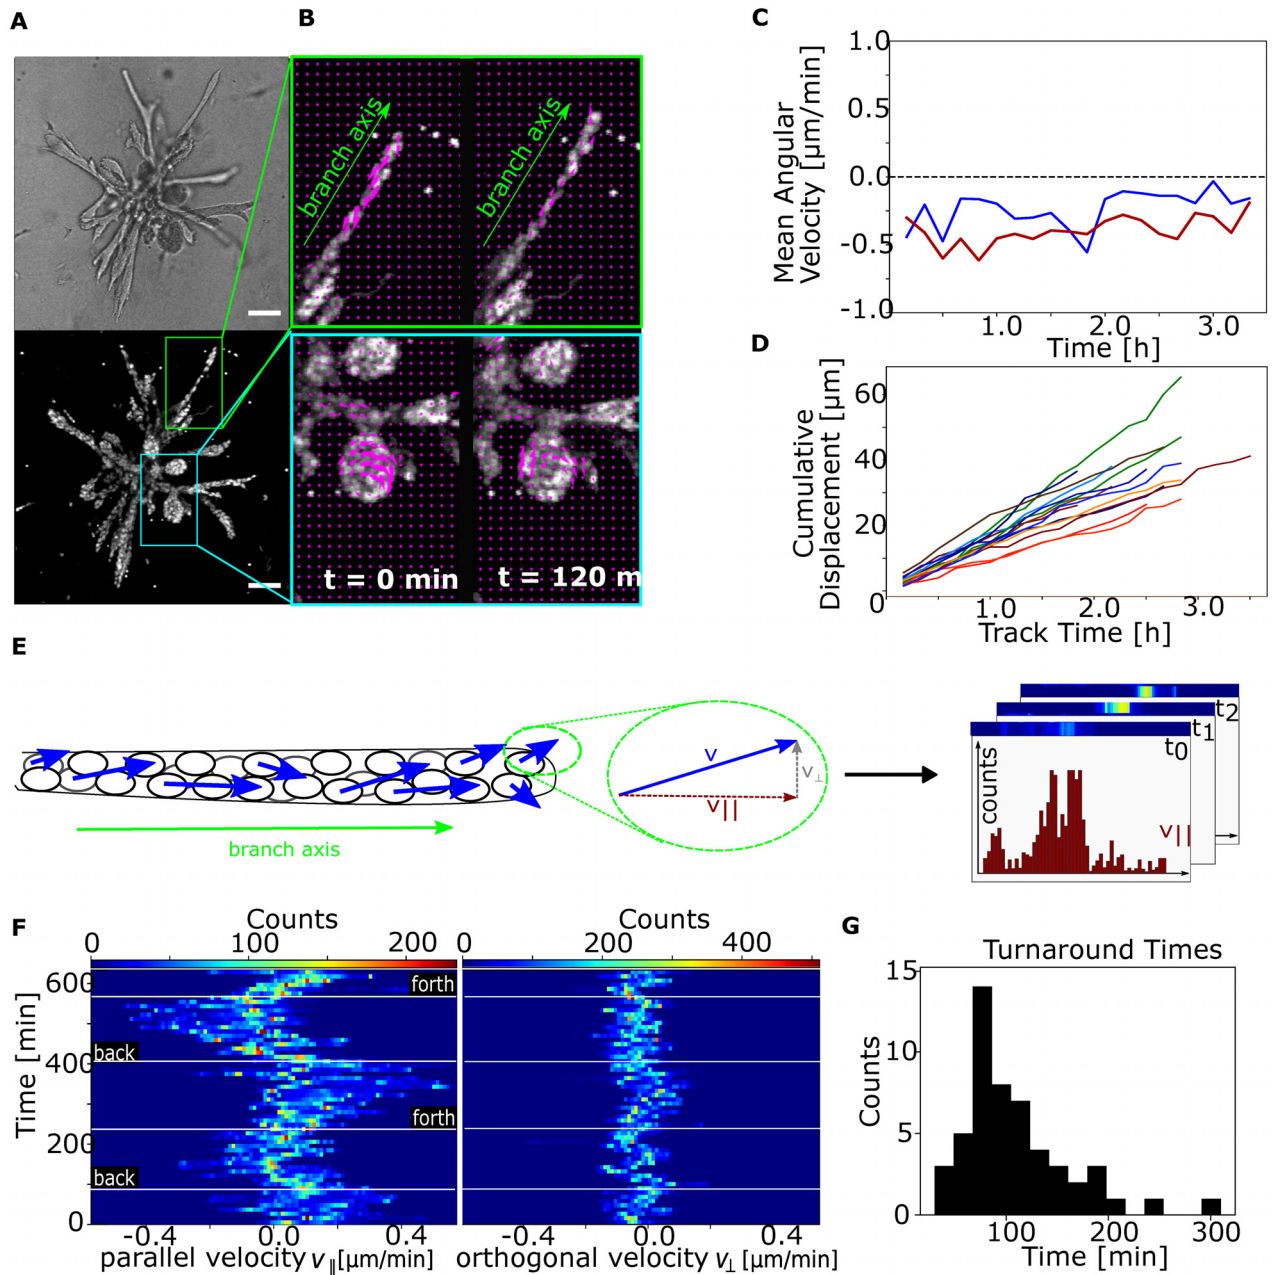 A
B
C
branch axis
branch axis
t = 0 min
t = 120 m
1.0
0.5
0.0
-0.5
-1.0
Mean Angular
Velocity [µm/min]
1.0
2.0
3.0
Time [h]
D
60
40
20
0
Cumulative
Displacement [µm]
1.0
2.0
3.0
Track Time [h]
E
branch axis
v
v⊥
v||
t2
t1
t0
counts
v||
F
Counts
0
100
200
600
400
200
0
Time [min]
forth
back
forth
back
-0.4
0.0
0.4
parallel velocity v|| [µm/min]
Counts
0
200
400
-0.4
0.0
0.4
orthogonal velocity v⊥ [µm/min]
G
Turnaround Times
15
10
5
0
Counts
100
200
300
Time [min]